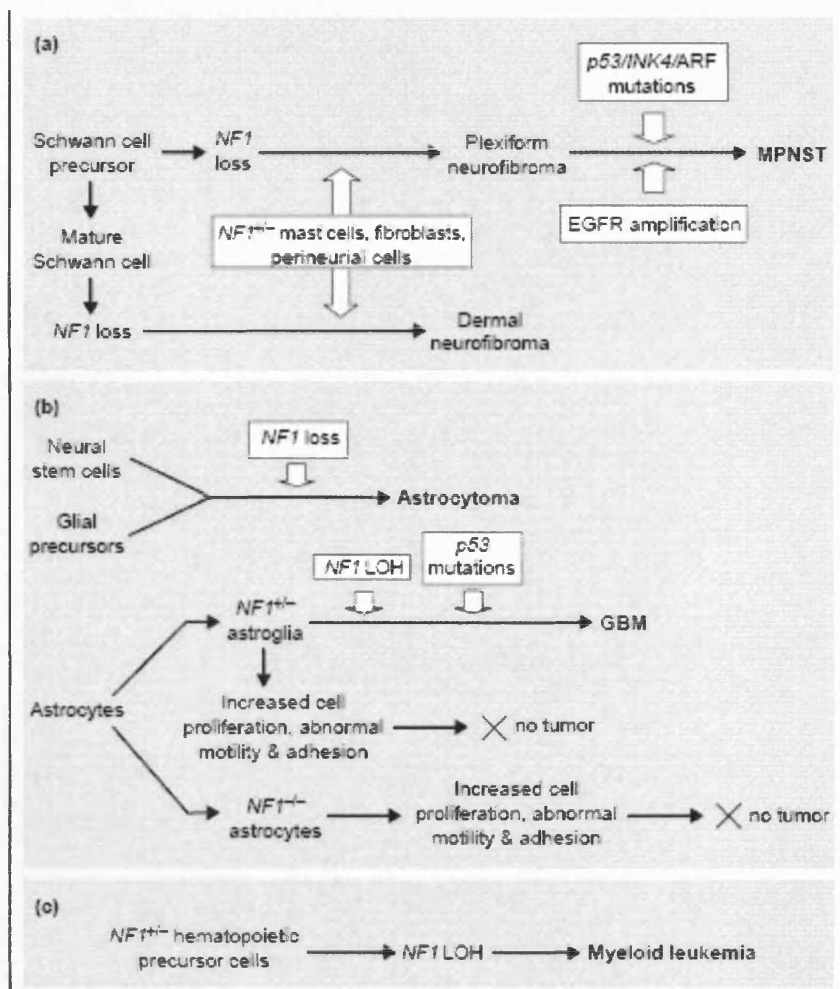 (a)
p53/INK4/ARF
mutations
Schwann cell
precursor
NF1
loss
Plexiform
neurofibroma
MPNST
EGFR amplification
Mature
Schwann cell
NF1+/− mast cells, fibroblasts,
perineurial cells
NF1 loss
Dermal
neurofibroma
(b)
NF1 loss
Neural
stem cells
Astrocytoma
Glial
precursors
NF1 LOH
p53
mutations
NF1+/−
astroglia
GBM
Astrocytes
Increased cell
proliferation, abnormal
motility & adhesion
no tumor
NF1−/−
astrocytes
Increased cell
proliferation, abnormal
motility & adhesion
no tumor
(c)
NF1+/− hematopoietic
precursor cells
NF1 LOH
Myeloid leukemia